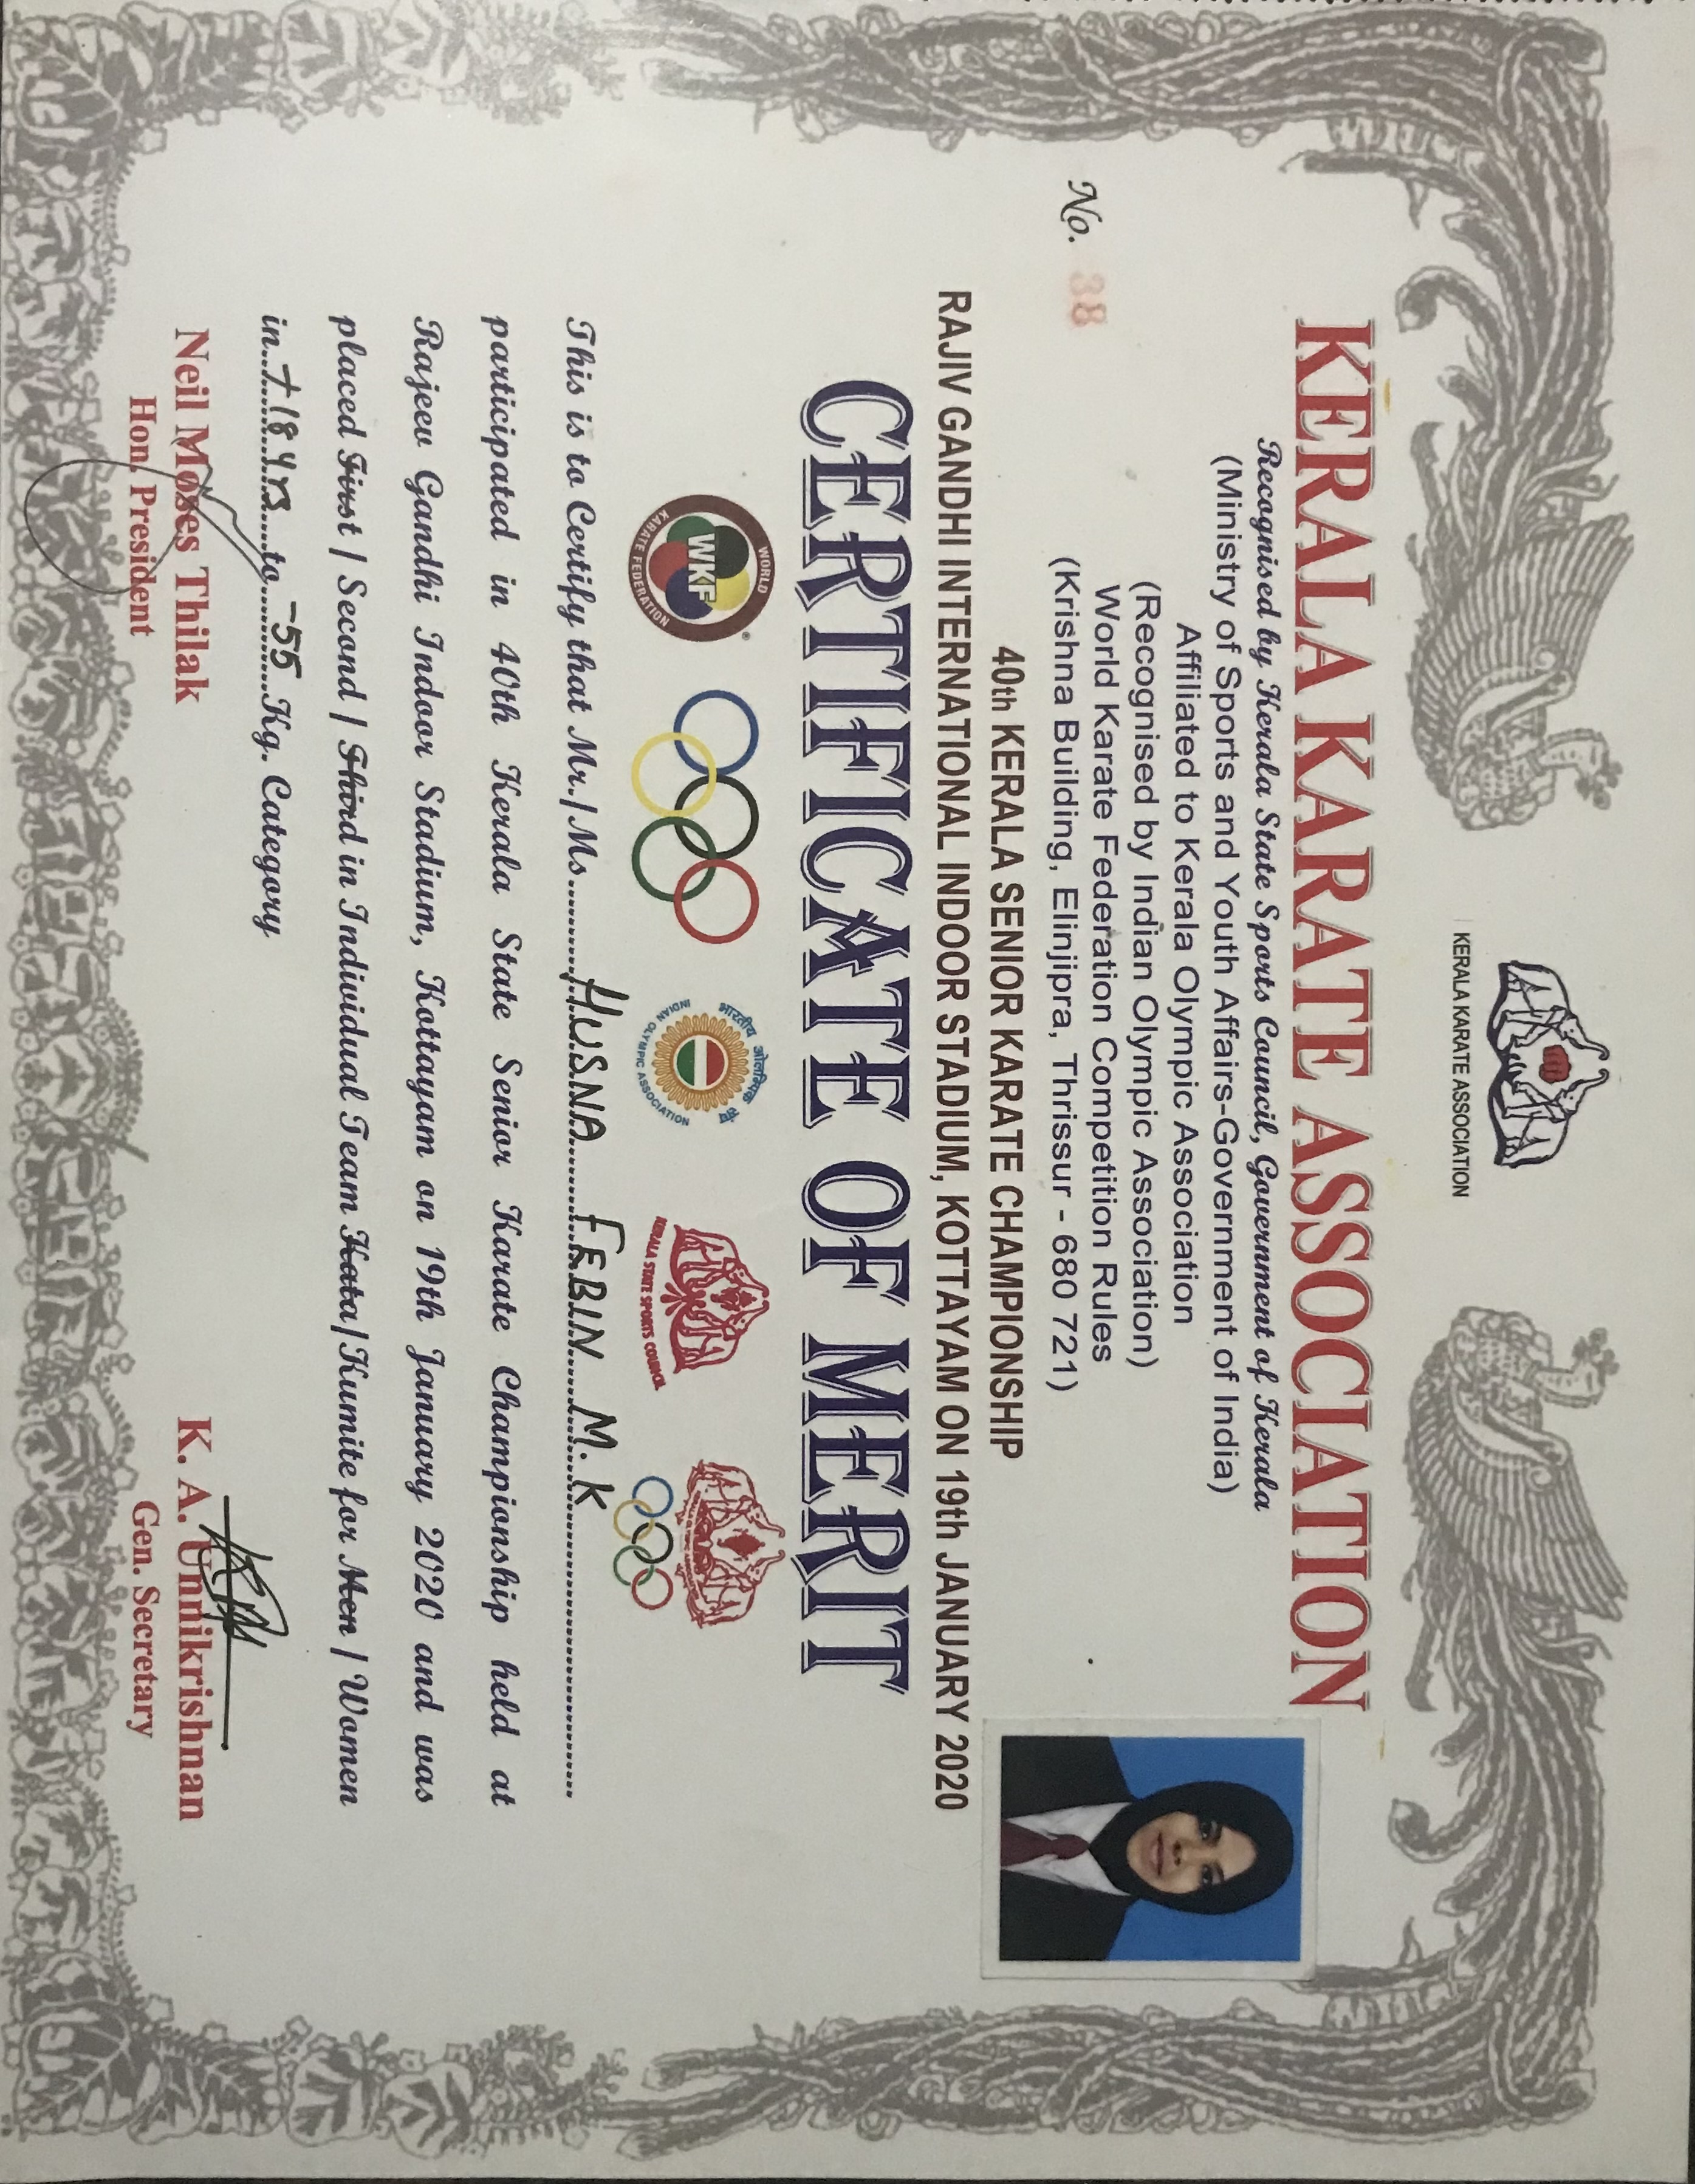 KERALA KARATE ASSOCIATION
KERALA KARATE ASSOCIATION
Recognised by Kerala State Sports Council, Government of Kerala
(Ministry of Sports and Youth Affairs-Government of India)
Affiliated to Kerala Olympic Association
(Recognised by Indian Olympic Association)
World Karate Federation Competition Rules
(Krishna Building, Elinjipra, Thrissur - 680 721)
No. 38
40th KERALA SENIOR KARATE CHAMPIONSHIP
RAJIV GANDHI INTERNATIONAL INDOOR STADIUM, KOTTAYAM ON 19th JANUARY 2020
CERTIFICATE OF MERIT
WORLD KARATE FEDERATION
WKF
भारतीय ओलम्पिक संघ
INDIAN OLYMPIC ASSOCIATION
KERALA STATE SPORTS COUNCIL
This is to Certify that Mr./Ms. HUSNA FEBIN M.K
participated in 40th Kerala State Senior Karate Championship held at
Rajeev Gandhi Indoor Stadium, Kottayam on 19th January 2020 and was
placed First / Second / Third in Individual Team Kata/Kumite for Men / Women
in +18 yrs to -55 Kg. Category
Neil Moses Thilak
Hon. President
K. A. Unnikrishnan
Gen. Secretary